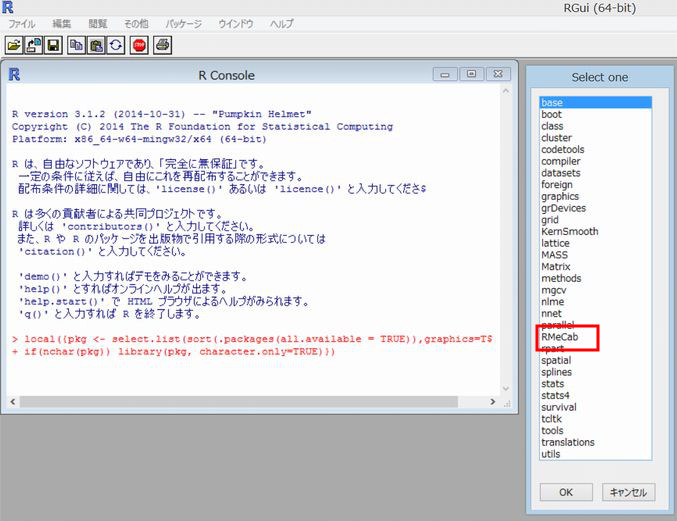 RGui (64-bit)
ファイル 編集 閲覧 その他 パッケージ ウインドウ ヘルプ
STOP
R Console
R version 3.1.2 (2014-10-31) -- "Pumpkin Helmet"
Copyright (C) 2014 The R Foundation for Statistical Computing
Platform: x86_64-w64-mingw32/x64 (64-bit)
R は、自由なソフトウェアであり、「完全に無保証」です。
一定の条件に従えば、自由にこれを再配布することができます。
配布条件の詳細に関しては、'license()' あるいは 'licence()' と入力してくださ$
R は多くの貢献者による共同プロジェクトです。
詳しくは 'contributors()' と入力してください。
また、R や R のパッケージを出版物で引用する際の形式については
'citation()' と入力してください。
'demo()' と入力すればデモをみることができます。
'help()' とすればオンラインヘルプが出ます。
'help.start()' で HTML ブラウザによるヘルプがみられます。
'q()' と入力すれば R を終了します。
> local({pkg <- select.list(sort(.packages(all.available = TRUE)),graphics=T$
+ if(nchar(pkg)) library(pkg, character.only=TRUE)})
Select one
base
boot
class
cluster
codetools
compiler
datasets
foreign
graphics
grDevices
grid
KernSmooth
lattice
MASS
Matrix
methods
mgcv
nlme
nnet
parallel
RMeCab
rpart
spatial
splines
stats
stats4
survival
tcltk
tools
translations
utils
OK
キャンセル